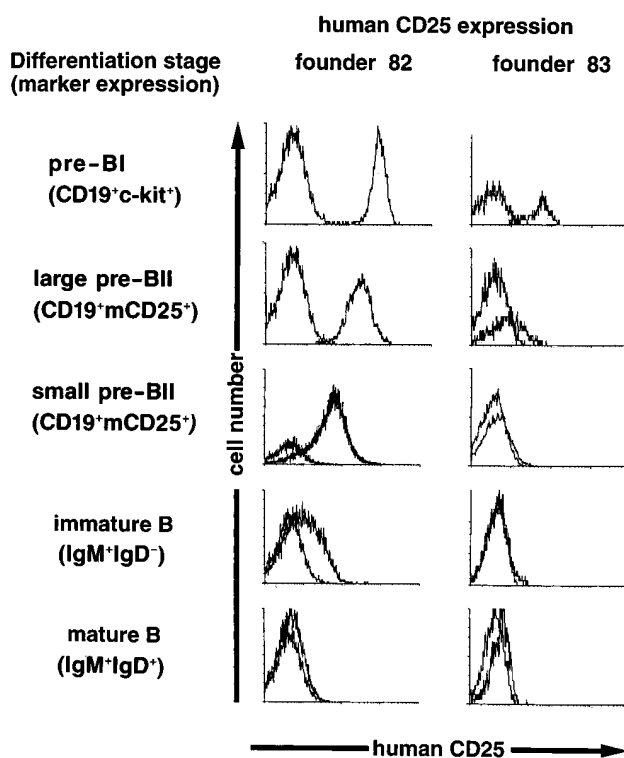 human CD25 expression
Differentiation stage
(marker expression)
founder 82
founder 83
pre-BI
(CD19⁺c-kit⁺)
large pre-BII
(CD19⁺mCD25⁺)
small pre-BII
(CD19⁺mCD25⁺)
immature B
(IgM⁺IgD⁻)
mature B
(IgM⁺IgD⁺)
cell number
human CD25